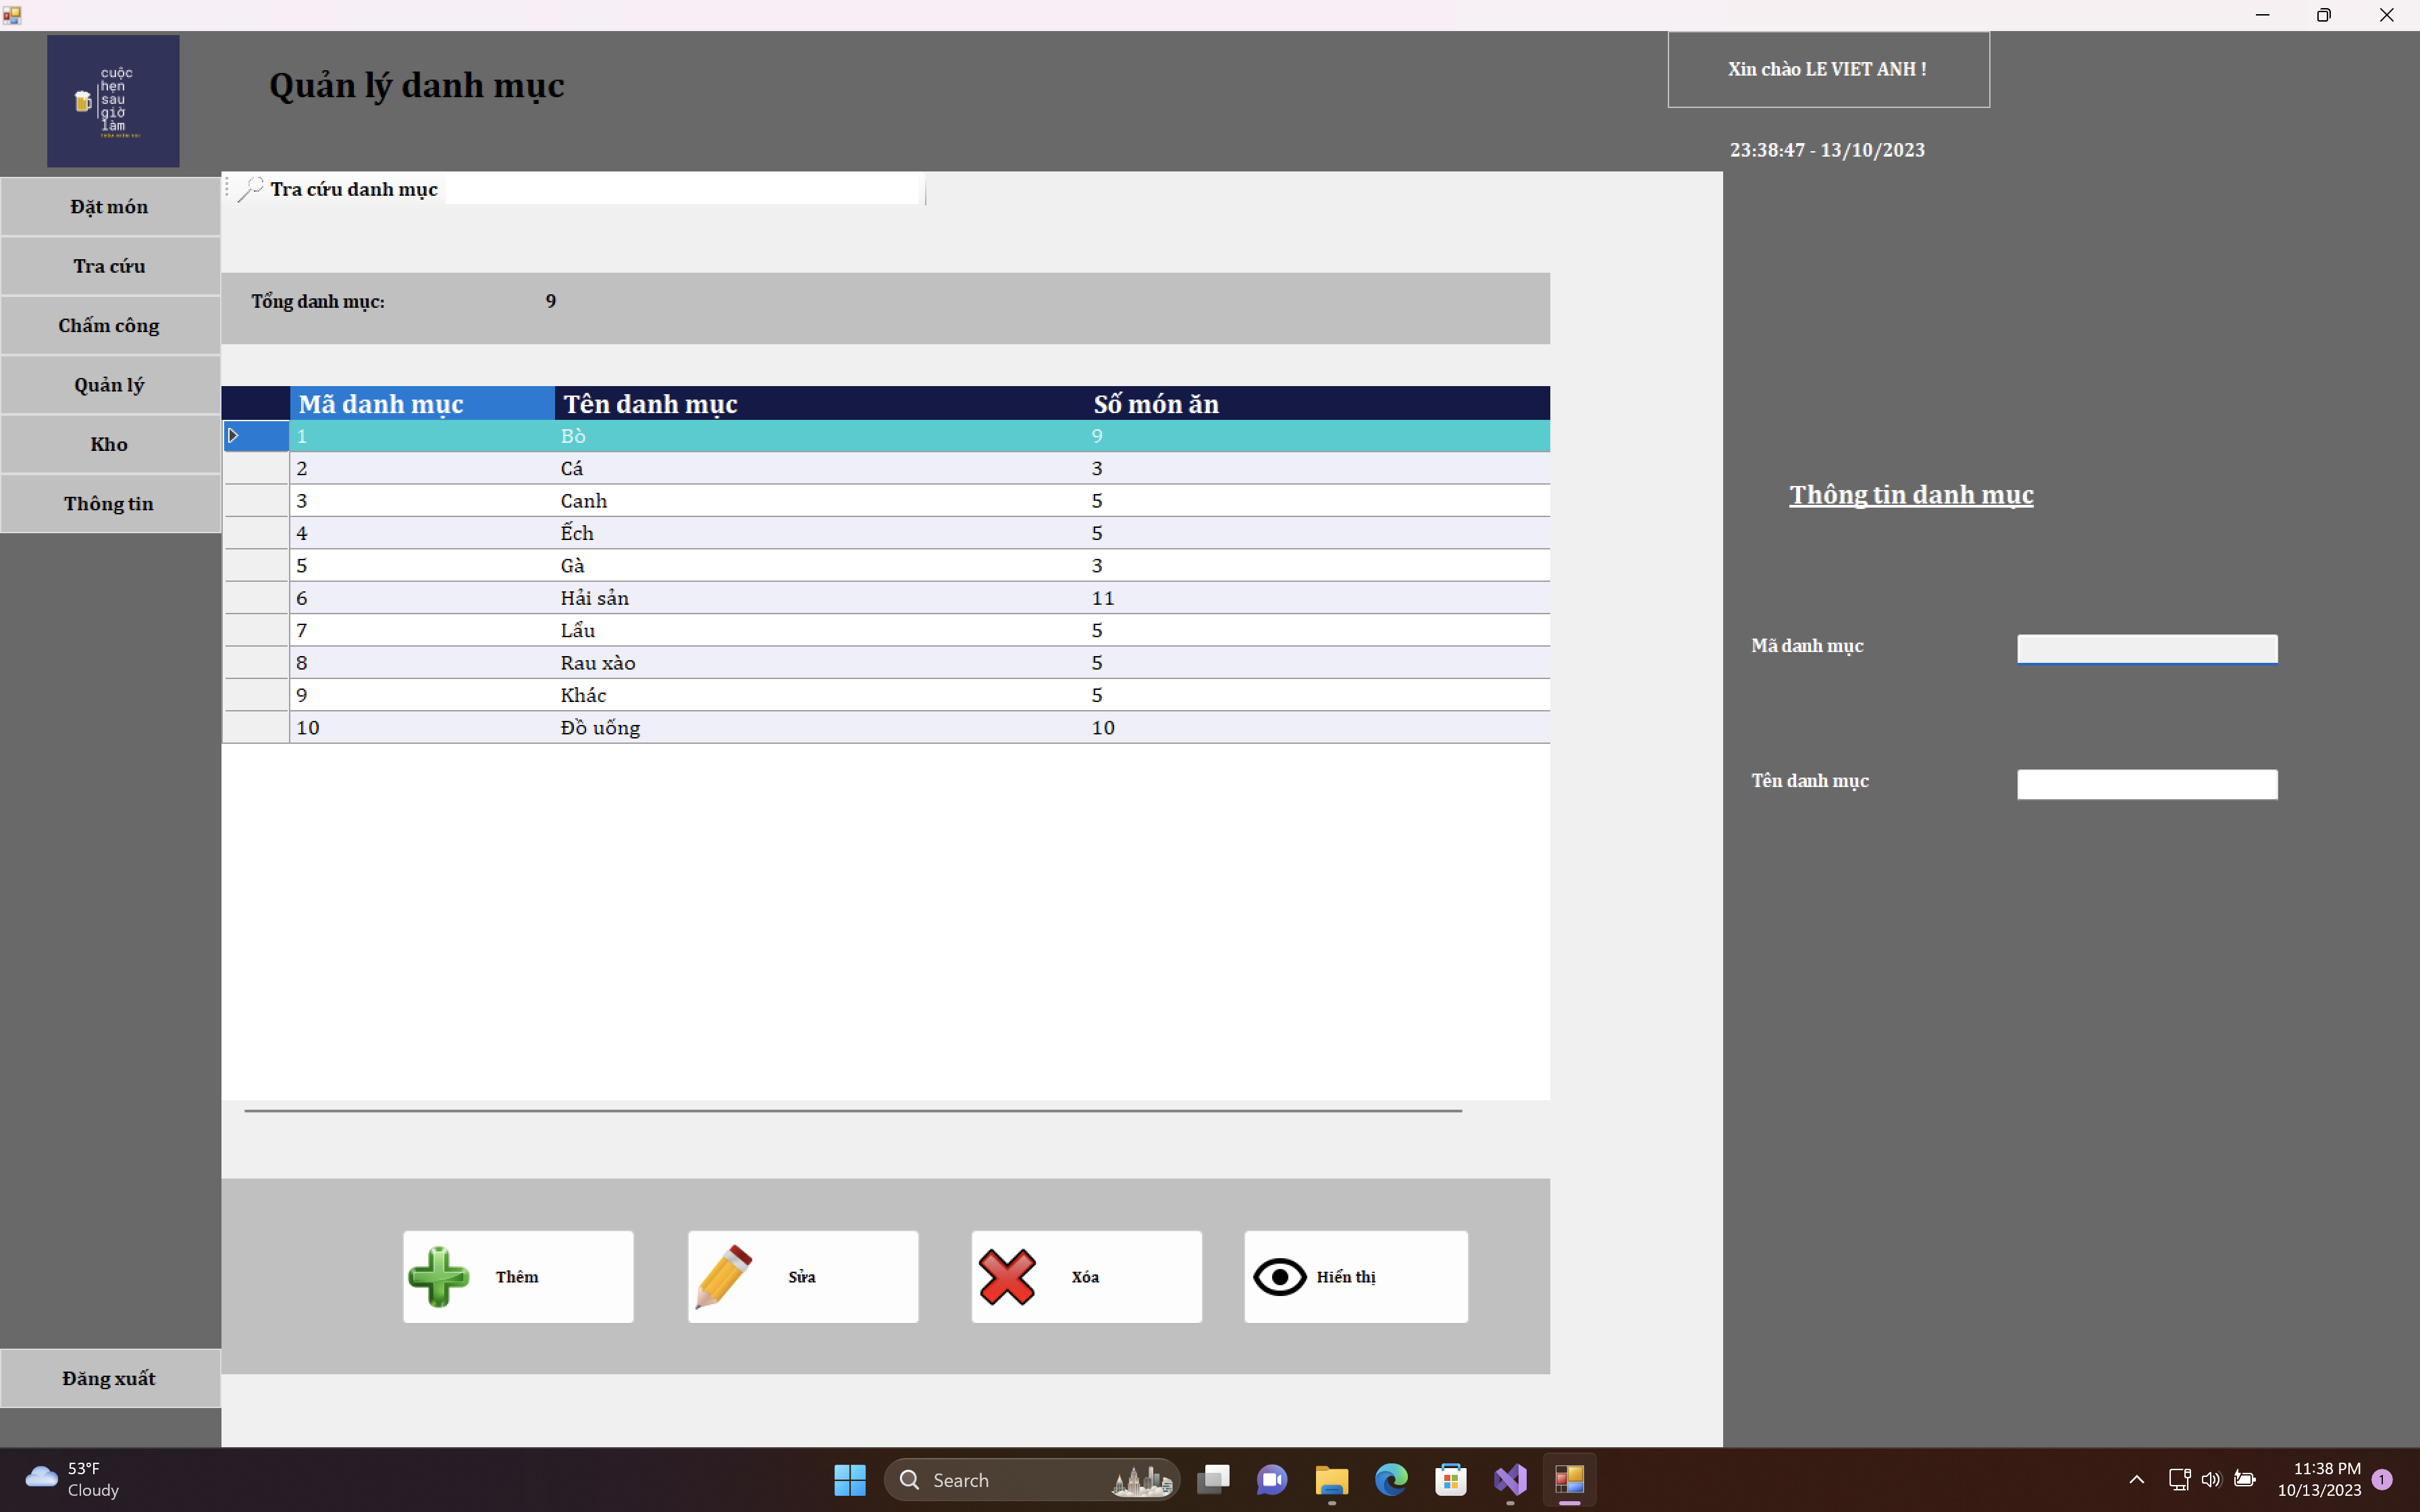 cuộc
hẹn
sau
giờ
làm
Quản lý danh mục
Xin chào LE VIET ANH !
23:38:47 - 13/10/2023
Đặt món
Tra cứu
Chấm công
Quản lý
Kho
Thông tin
Đăng xuất
Tra cứu danh mục
Tổng danh mục: 9
Mã danh mục Tên danh mục Số món ăn
1 Bò 9
2 Cá 3
3 Canh 5
4 Ếch 5
5 Gà 3
6 Hải sản 11
7 Lẩu 5
8 Rau xào 5
9 Khác 5
10 Đồ uống 10
Thêm
Sửa
Xóa
Hiển thị
Thông tin danh mục
Mã danh mục
Tên danh mục
53°F
Cloudy
Search
11:38 PM
10/13/2023
1